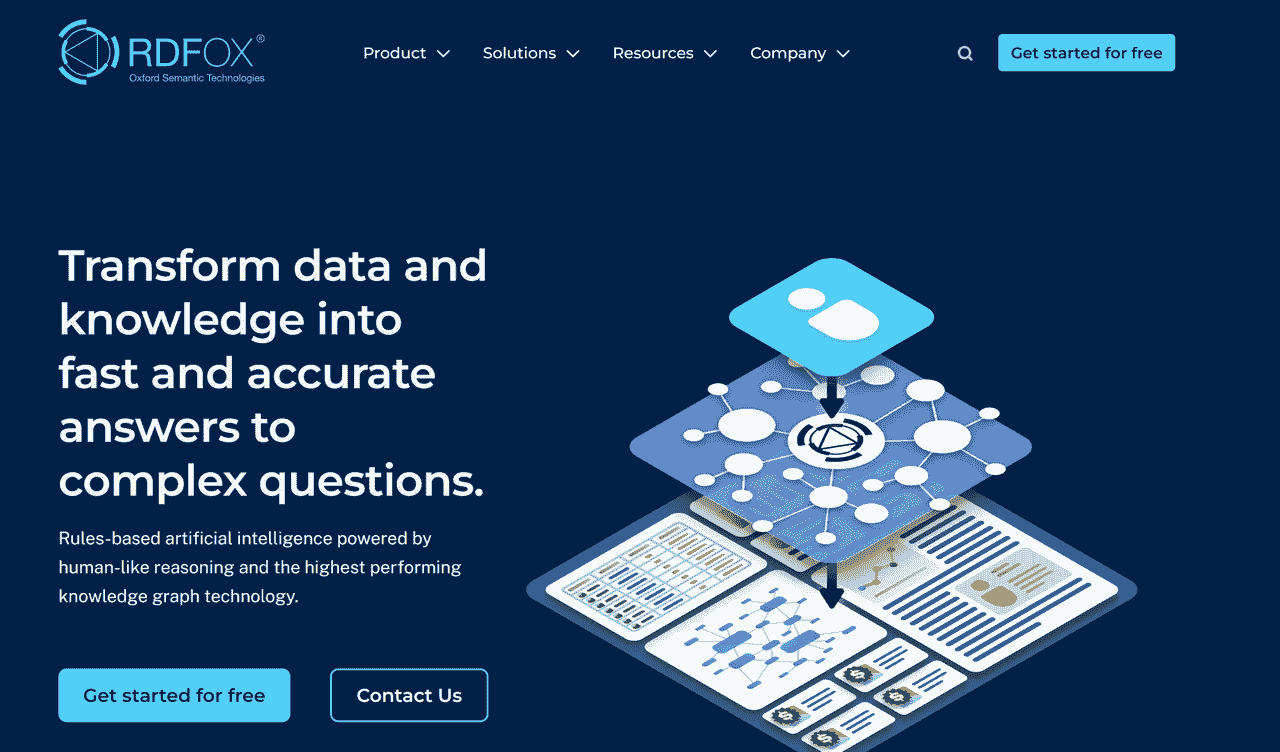 RDFOX®
Oxford Semantic Technologies
Product
Solutions
Resources
Company
Get started for free
Transform data and
knowledge into
fast and accurate
answers to
complex questions.
Rules-based artificial intelligence powered by
human-like reasoning and the highest performing
knowledge graph technology.
Get started for free
Contact Us
$
$
$
$